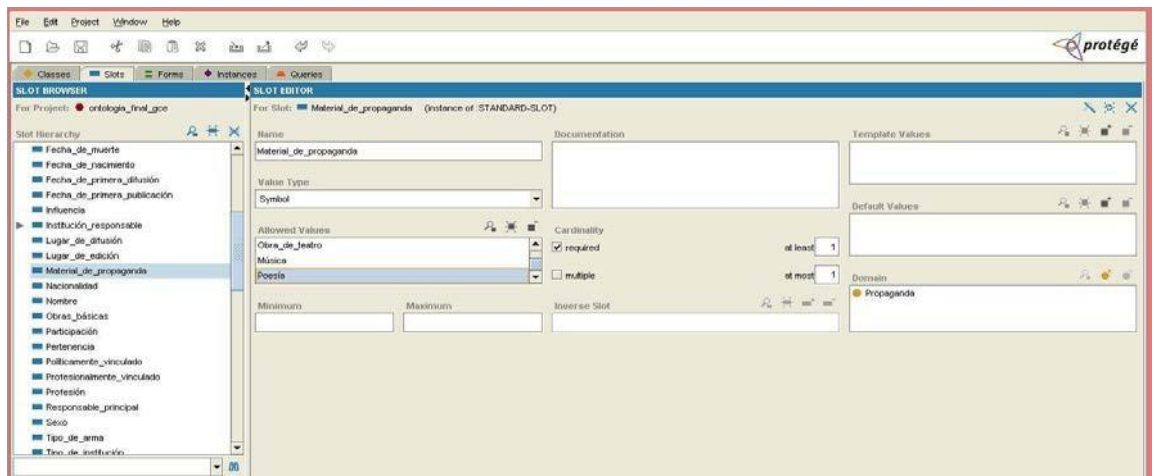 File Edit Project Window Help
protégé
Classes Slots Forms Instances Queries
SLOT BROWSER
For Project: ontologia_final_gce
Slot Hierarchy
Fecha_de_muerte
Fecha_de_nacimiento
Fecha_de_primera_difusión
Fecha_de_primera_publicación
Influencia
Institución_responsable
Lugar_de_difusión
Lugar_de_edición
Material_de_propaganda
Nacionalidad
Nombre
Obras_básicas
Participación
Pertenencia
Políticamente_vinculado
Profesionalmente_vinculado
Profesión
Responsable_principal
Sexo
Tipo_de_arma
Tipo_de_institución
SLOT EDITOR
For Slot: Material_de_propaganda (instance of :STANDARD-SLOT)
Name
Material_de_propaganda
Value Type
Symbol
Allowed Values
Obra_de_teatro
Música
Poesía
Minimum Maximum
Documentation
Cardinality
required at least 1
multiple at most 1
Inverse Slot
Template Values
Default Values
Domain
Propaganda